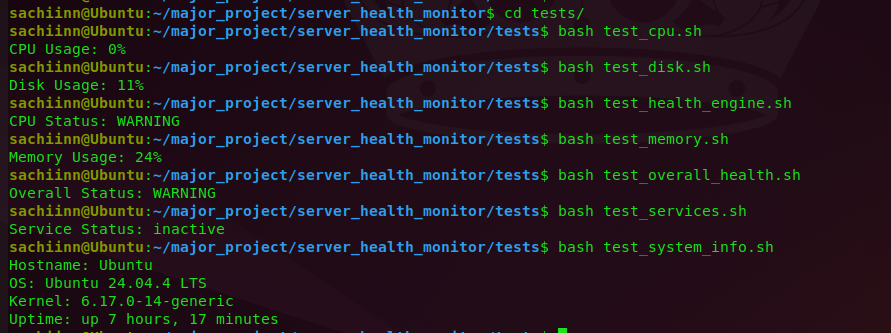 sachiinn@Ubuntu:~/major_project/server_health_monitor$ cd tests/
sachiinn@Ubuntu:~/major_project/server_health_monitor/tests$ bash test_cpu.sh
CPU Usage: 0%
sachiinn@Ubuntu:~/major_project/server_health_monitor/tests$ bash test_disk.sh
Disk Usage: 11%
sachiinn@Ubuntu:~/major_project/server_health_monitor/tests$ bash test_health_engine.sh
CPU Status: WARNING
sachiinn@Ubuntu:~/major_project/server_health_monitor/tests$ bash test_memory.sh
Memory Usage: 24%
sachiinn@Ubuntu:~/major_project/server_health_monitor/tests$ bash test_overall_health.sh
Overall Status: WARNING
sachiinn@Ubuntu:~/major_project/server_health_monitor/tests$ bash test_services.sh
Service Status: inactive
sachiinn@Ubuntu:~/major_project/server_health_monitor/tests$ bash test_system_info.sh
Hostname: Ubuntu
OS: Ubuntu 24.04.4 LTS
Kernel: 6.17.0-14-generic
Uptime: up 7 hours, 17 minutes
sachiinn@Ubuntu:~/major_project/server_health_monitor/tests$